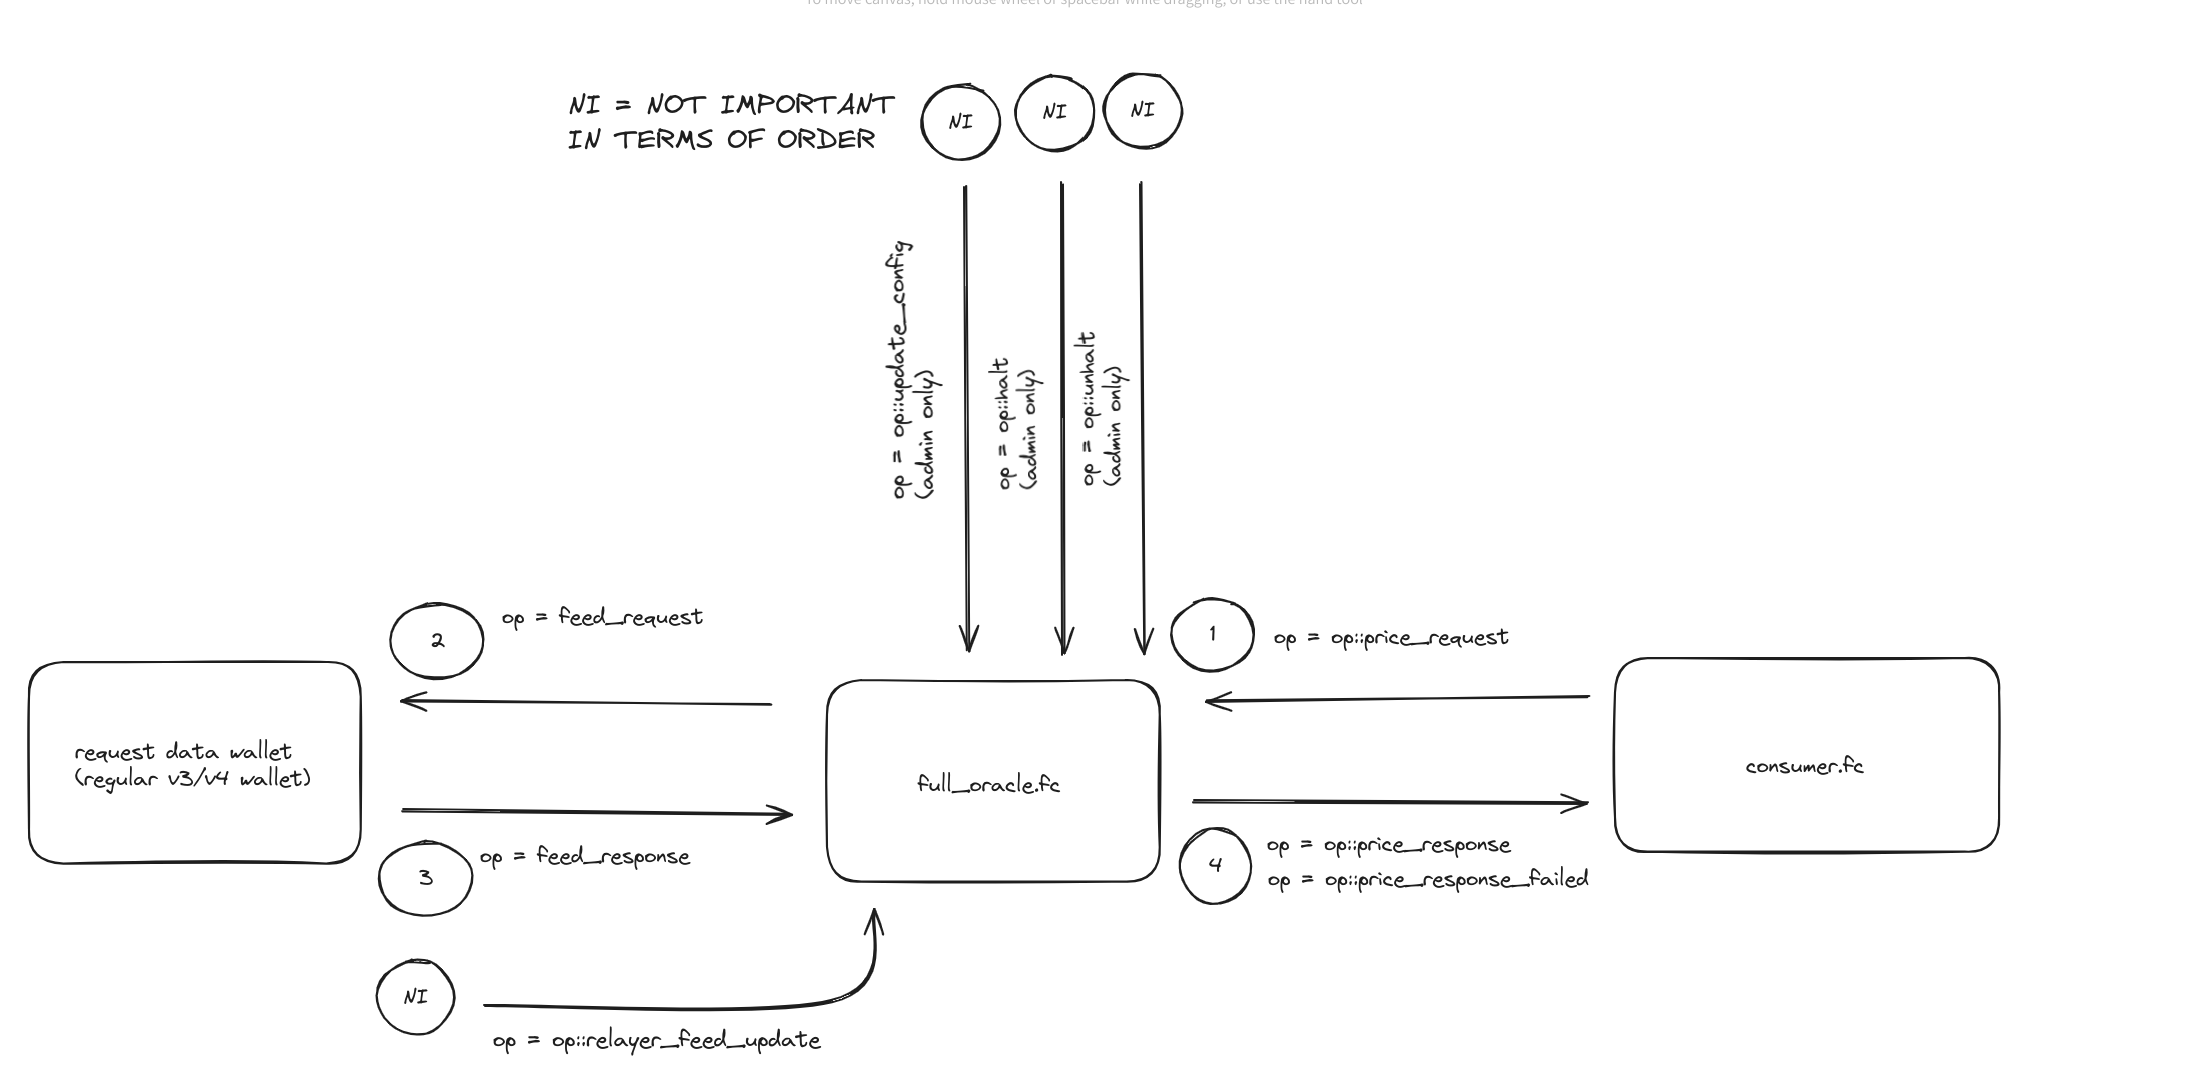 To move canvas, hold mouse wheel or spacebar while dragging, or use the hand tool
NI = NOT IMPORTANT
IN TERMS OF ORDER
NI
NI
NI
op = op::update_config
(admin only)
op = op::halt
(admin only)
op = op::unhalt
(admin only)
2
op = feed_request
1
op = op::price_request
request data wallet
(regular v3/v4 wallet)
full_oracle.fc
consumer.fc
3
op = feed_response
4
op = op::price_response
op = op::price_response_failed
NI
op = op::relayer_feed_update